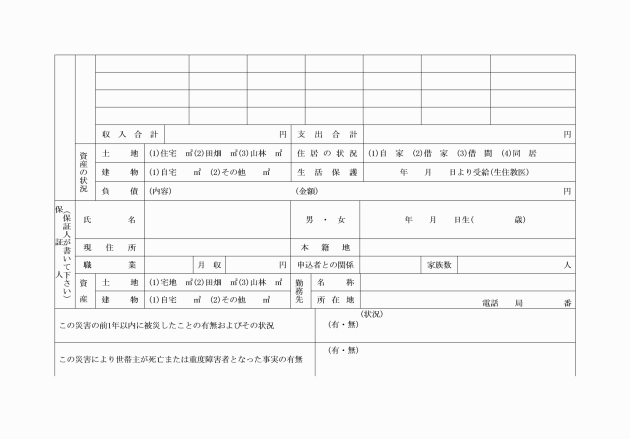 収入合計 円 支出合計 円
資産の状況
土地 (1)住宅 ㎡(2)田畑 ㎡(3)山林 ㎡ 住居の状況 (1)自家 (2)借家 (3)借間 (4)同居
建物 (1)自宅 ㎡ (2)その他 ㎡ 生活保護 年 月 日より受給(生住教医)
負債 (内容) (金額) 円
保証人
(保証人が書いて下さい)
氏名 男・女 年 月 日生( 歳)
現住所 本籍地
職業 月収 円 申込者との関係 家族数 人
資産
土地 (1)宅地 ㎡(2)田畑 ㎡(3)山林 ㎡
勤務先
名称
建物 (1)自宅 ㎡ (2)その他 ㎡ 所在地
電話 局 番
この災害の前1年以内に被災したことの有無およびその状況
(状況)
(有・無)
この災害により世帯主が死亡または重度障害者となった事実の有無
(有・無)